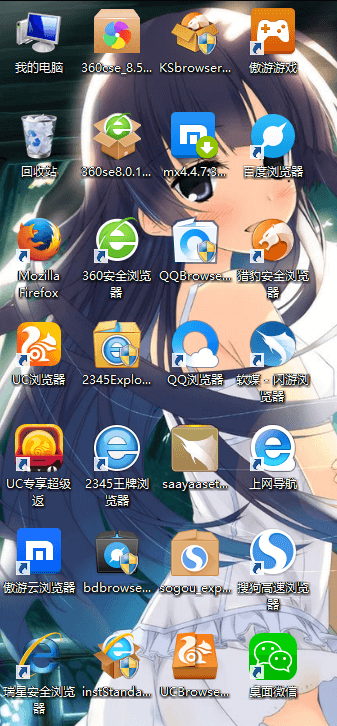 我的电脑
360cse_8.5...
KSbrowser...
傲游游戏
回收站
360se8.0.1...
mx4.4.7.3...
百度浏览器
Mozilla
Firefox
360安全浏览
器
QQBrowse...
猎豹安全浏览
器
UC浏览器
2345Explo...
QQ浏览器
软媒 - 闪游浏
览器
UC专享超级
返
2345王牌浏
览器
saayaaset...
上网导航
傲游云浏览器
bdbrowse...
sogou_exp...
搜狗高速浏览
器
瑞星安全浏览
器
instStanda...
UCBrowse...
桌面微信